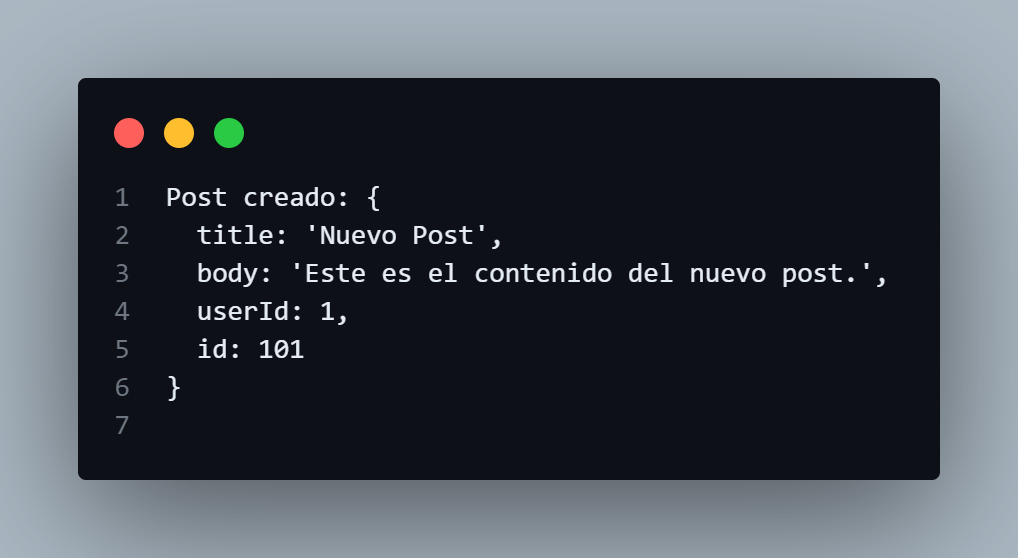 1 Post creado: {
2   title: 'Nuevo Post',
3   body: 'Este es el contenido del nuevo post.',
4   userId: 1,
5   id: 101
6 }
7